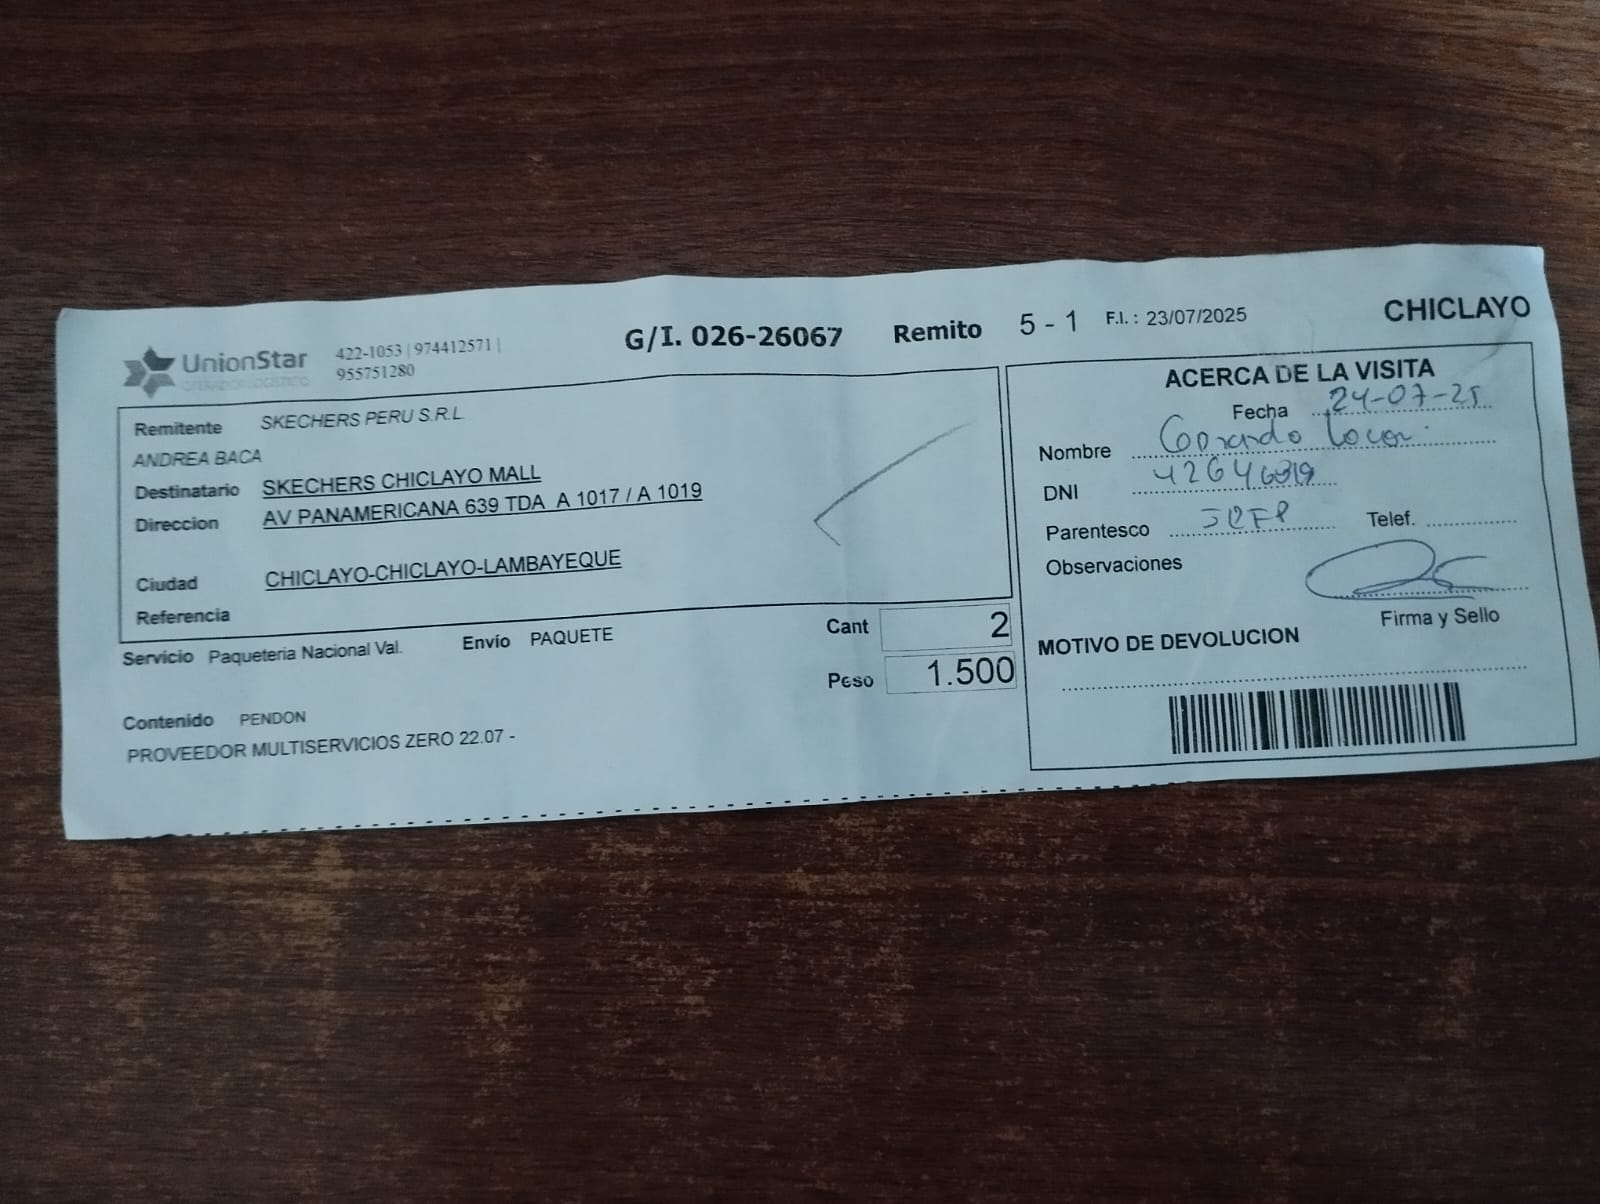 UnionStar
422-1053 | 974412571 |
955751280
G/I. 026-26067 Remito 5 - 1 F.I. : 23/07/2025 CHICLAYO
Remitente SKECHERS PERU S.R.L.
ANDREA BACA
Destinatario SKECHERS CHICLAYO MALL
Direccion AV PANAMERICANA 639 TDA A 1017 / A 1019
Ciudad CHICLAYO-CHICLAYO-LAMBAYEQUE
Referencia
Servicio Paqueteria Nacional Val. Envío PAQUETE
Cant 2
Peso 1.500
Contenido PENDON
PROVEEDOR MULTISERVICIOS ZERO 22.07 -
ACERCA DE LA VISITA
Fecha 24-07-25
Nombre
DNI
Parentesco Telef.
Observaciones
Firma y Sello
MOTIVO DE DEVOLUCION